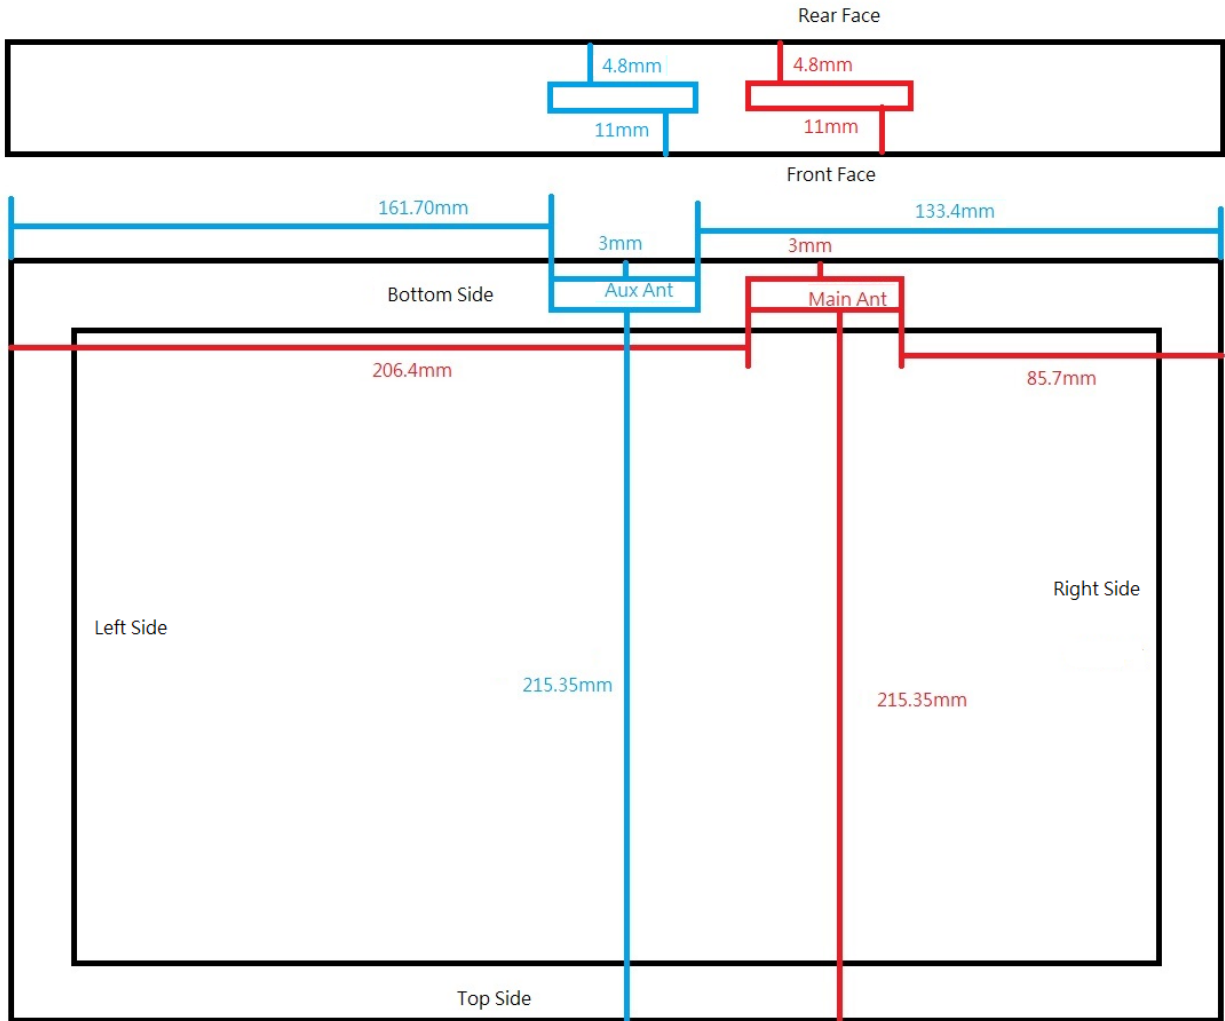 Rear Face
4.8mm
4.8mm
11mm
11mm
Front Face
161.70mm
133.4mm
3mm
3mm
Bottom Side
Aux Ant
Main Ant
206.4mm
85.7mm
Right Side
Left Side
215.35mm
215.35mm
Top Side